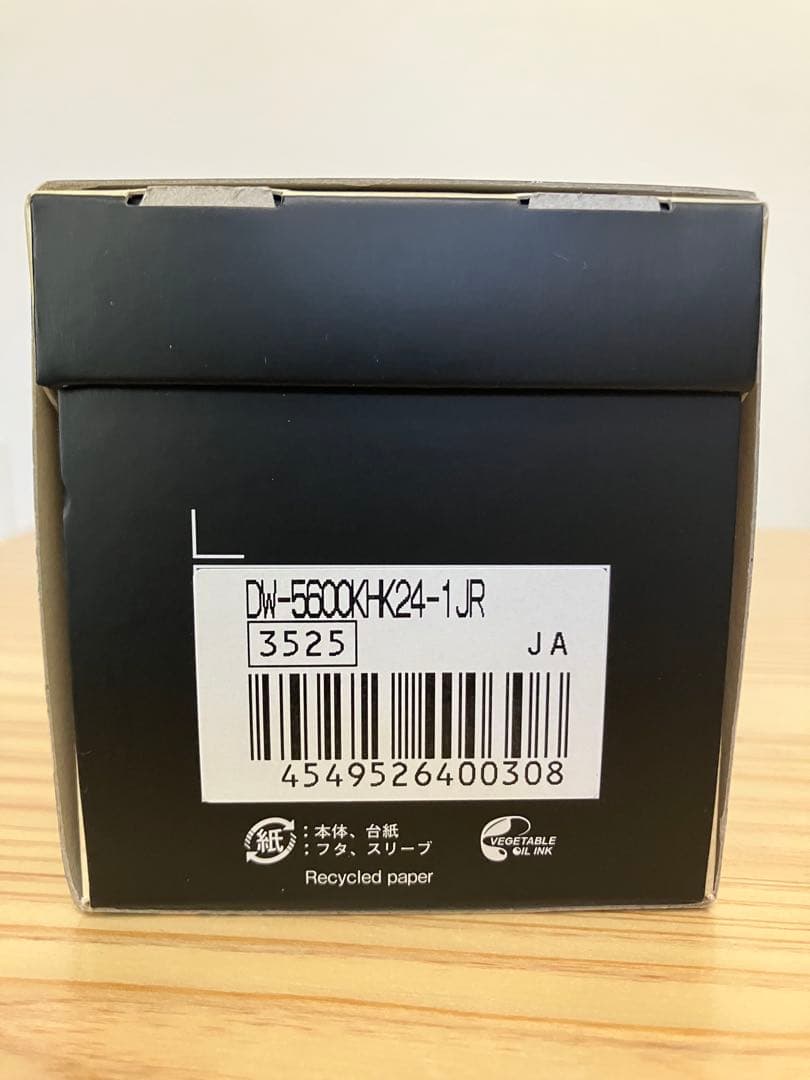 DW-5600KHK24-1JR
3525
JA
4549526400308
紙
:本体、台紙
:フタ、スリーブ
Recycled paper
VEGETABLE
OIL INK